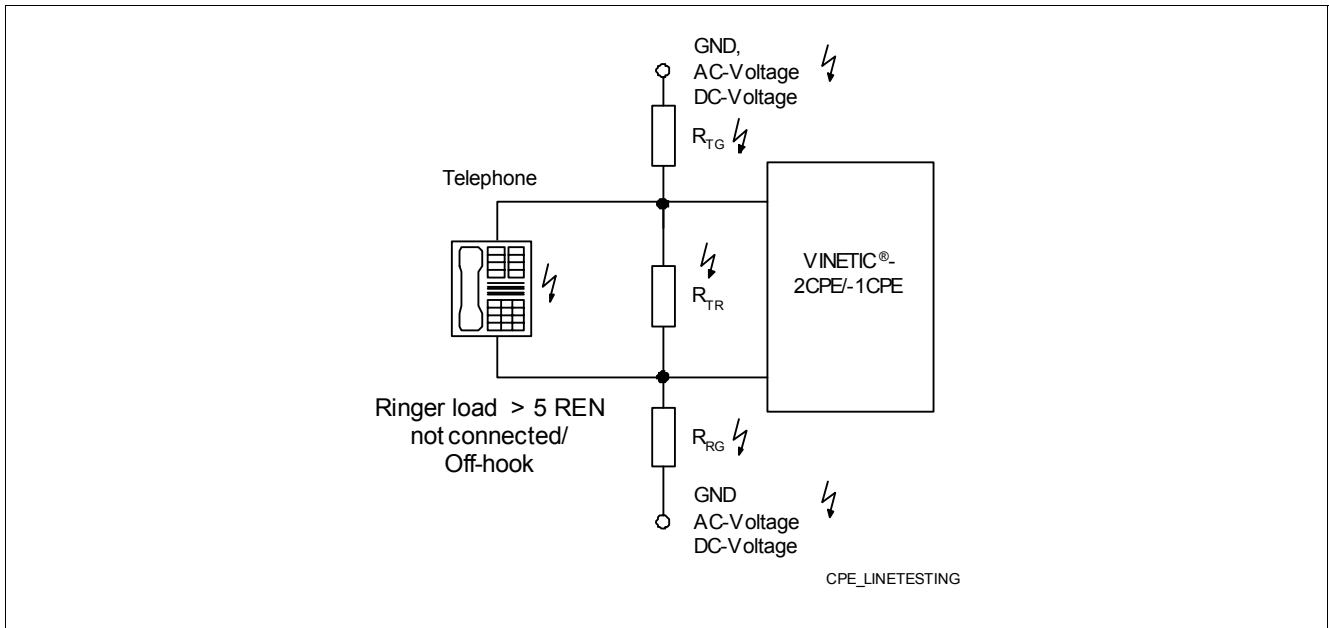 GND,
AC-Voltage
DC-Voltage
R_TG
Telephone
VINETIC®-
2CPE/-1CPE
R_TR
Ringer load > 5 REN
not connected/
Off-hook
R_RG
GND
AC-Voltage
DC-Voltage
CPE_LINETESTING